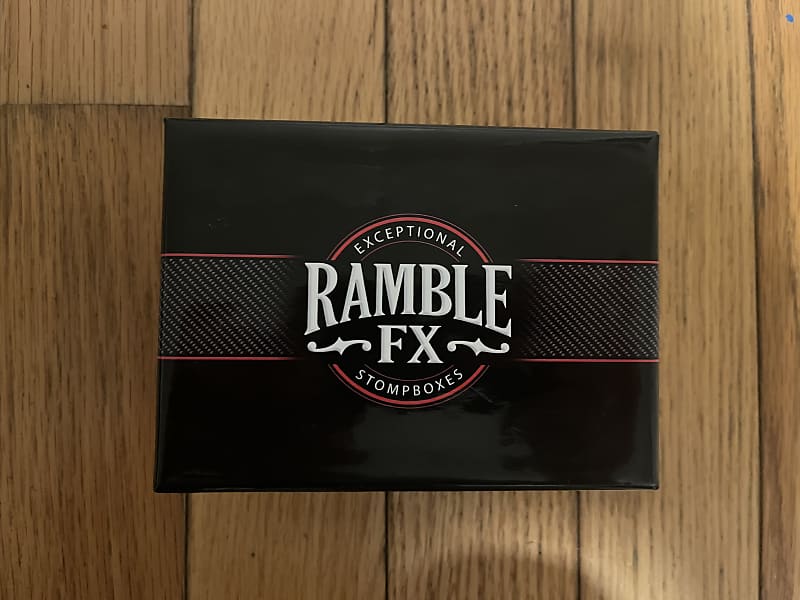 EXCEPTIONAL
RAMBLE
FX
STOMPBOXES